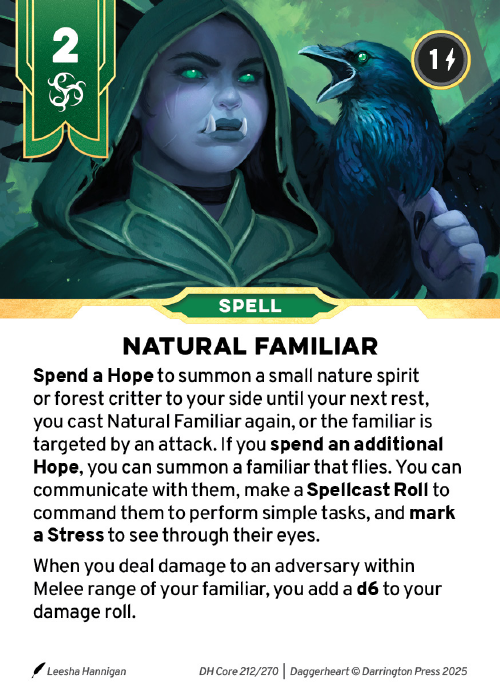 2
1
SPELL
NATURAL FAMILIAR
Spend a Hope to summon a small nature spirit
or forest critter to your side until your next rest,
you cast Natural Familiar again, or the familiar is
targeted by an attack. If you spend an additional
Hope, you can summon a familiar that flies. You can
communicate with them, make a Spellcast Roll to
command them to perform simple tasks, and mark
a Stress to see through their eyes.
When you deal damage to an adversary within
Melee range of your familiar, you add a d6 to your
damage roll.
Leesha Hannigan DH Core 212/270 | Daggerheart © Darrington Press 2025